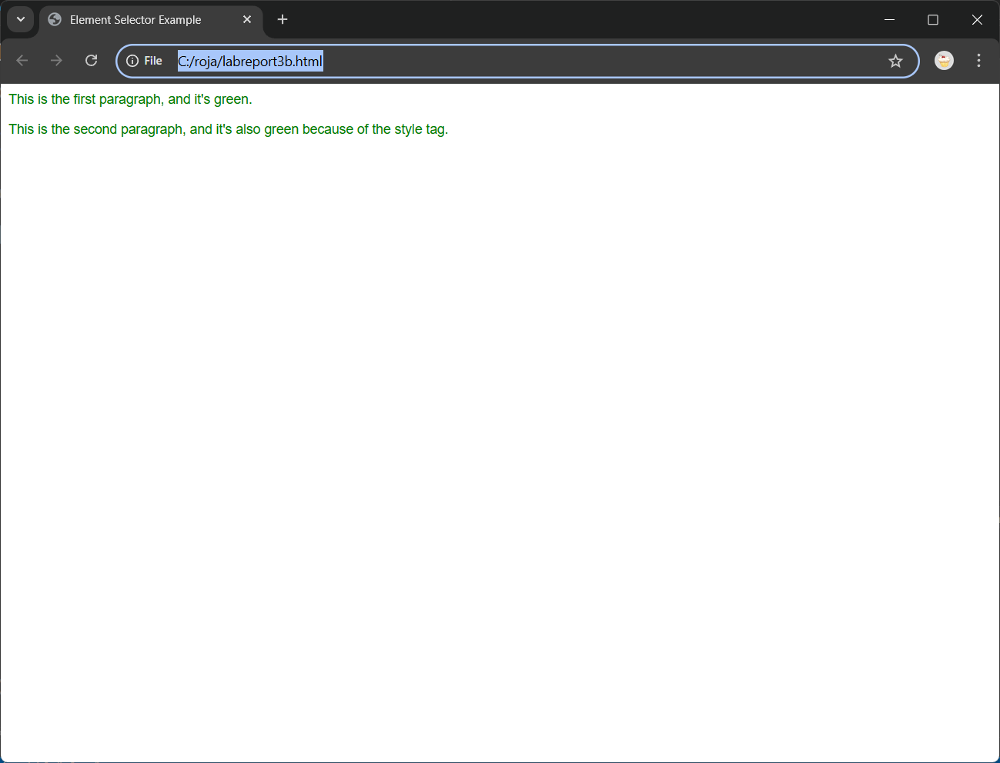 Element Selector Example
File C:/roja/labreport3b.html
This is the first paragraph, and it's green.
This is the second paragraph, and it's also green because of the style tag.